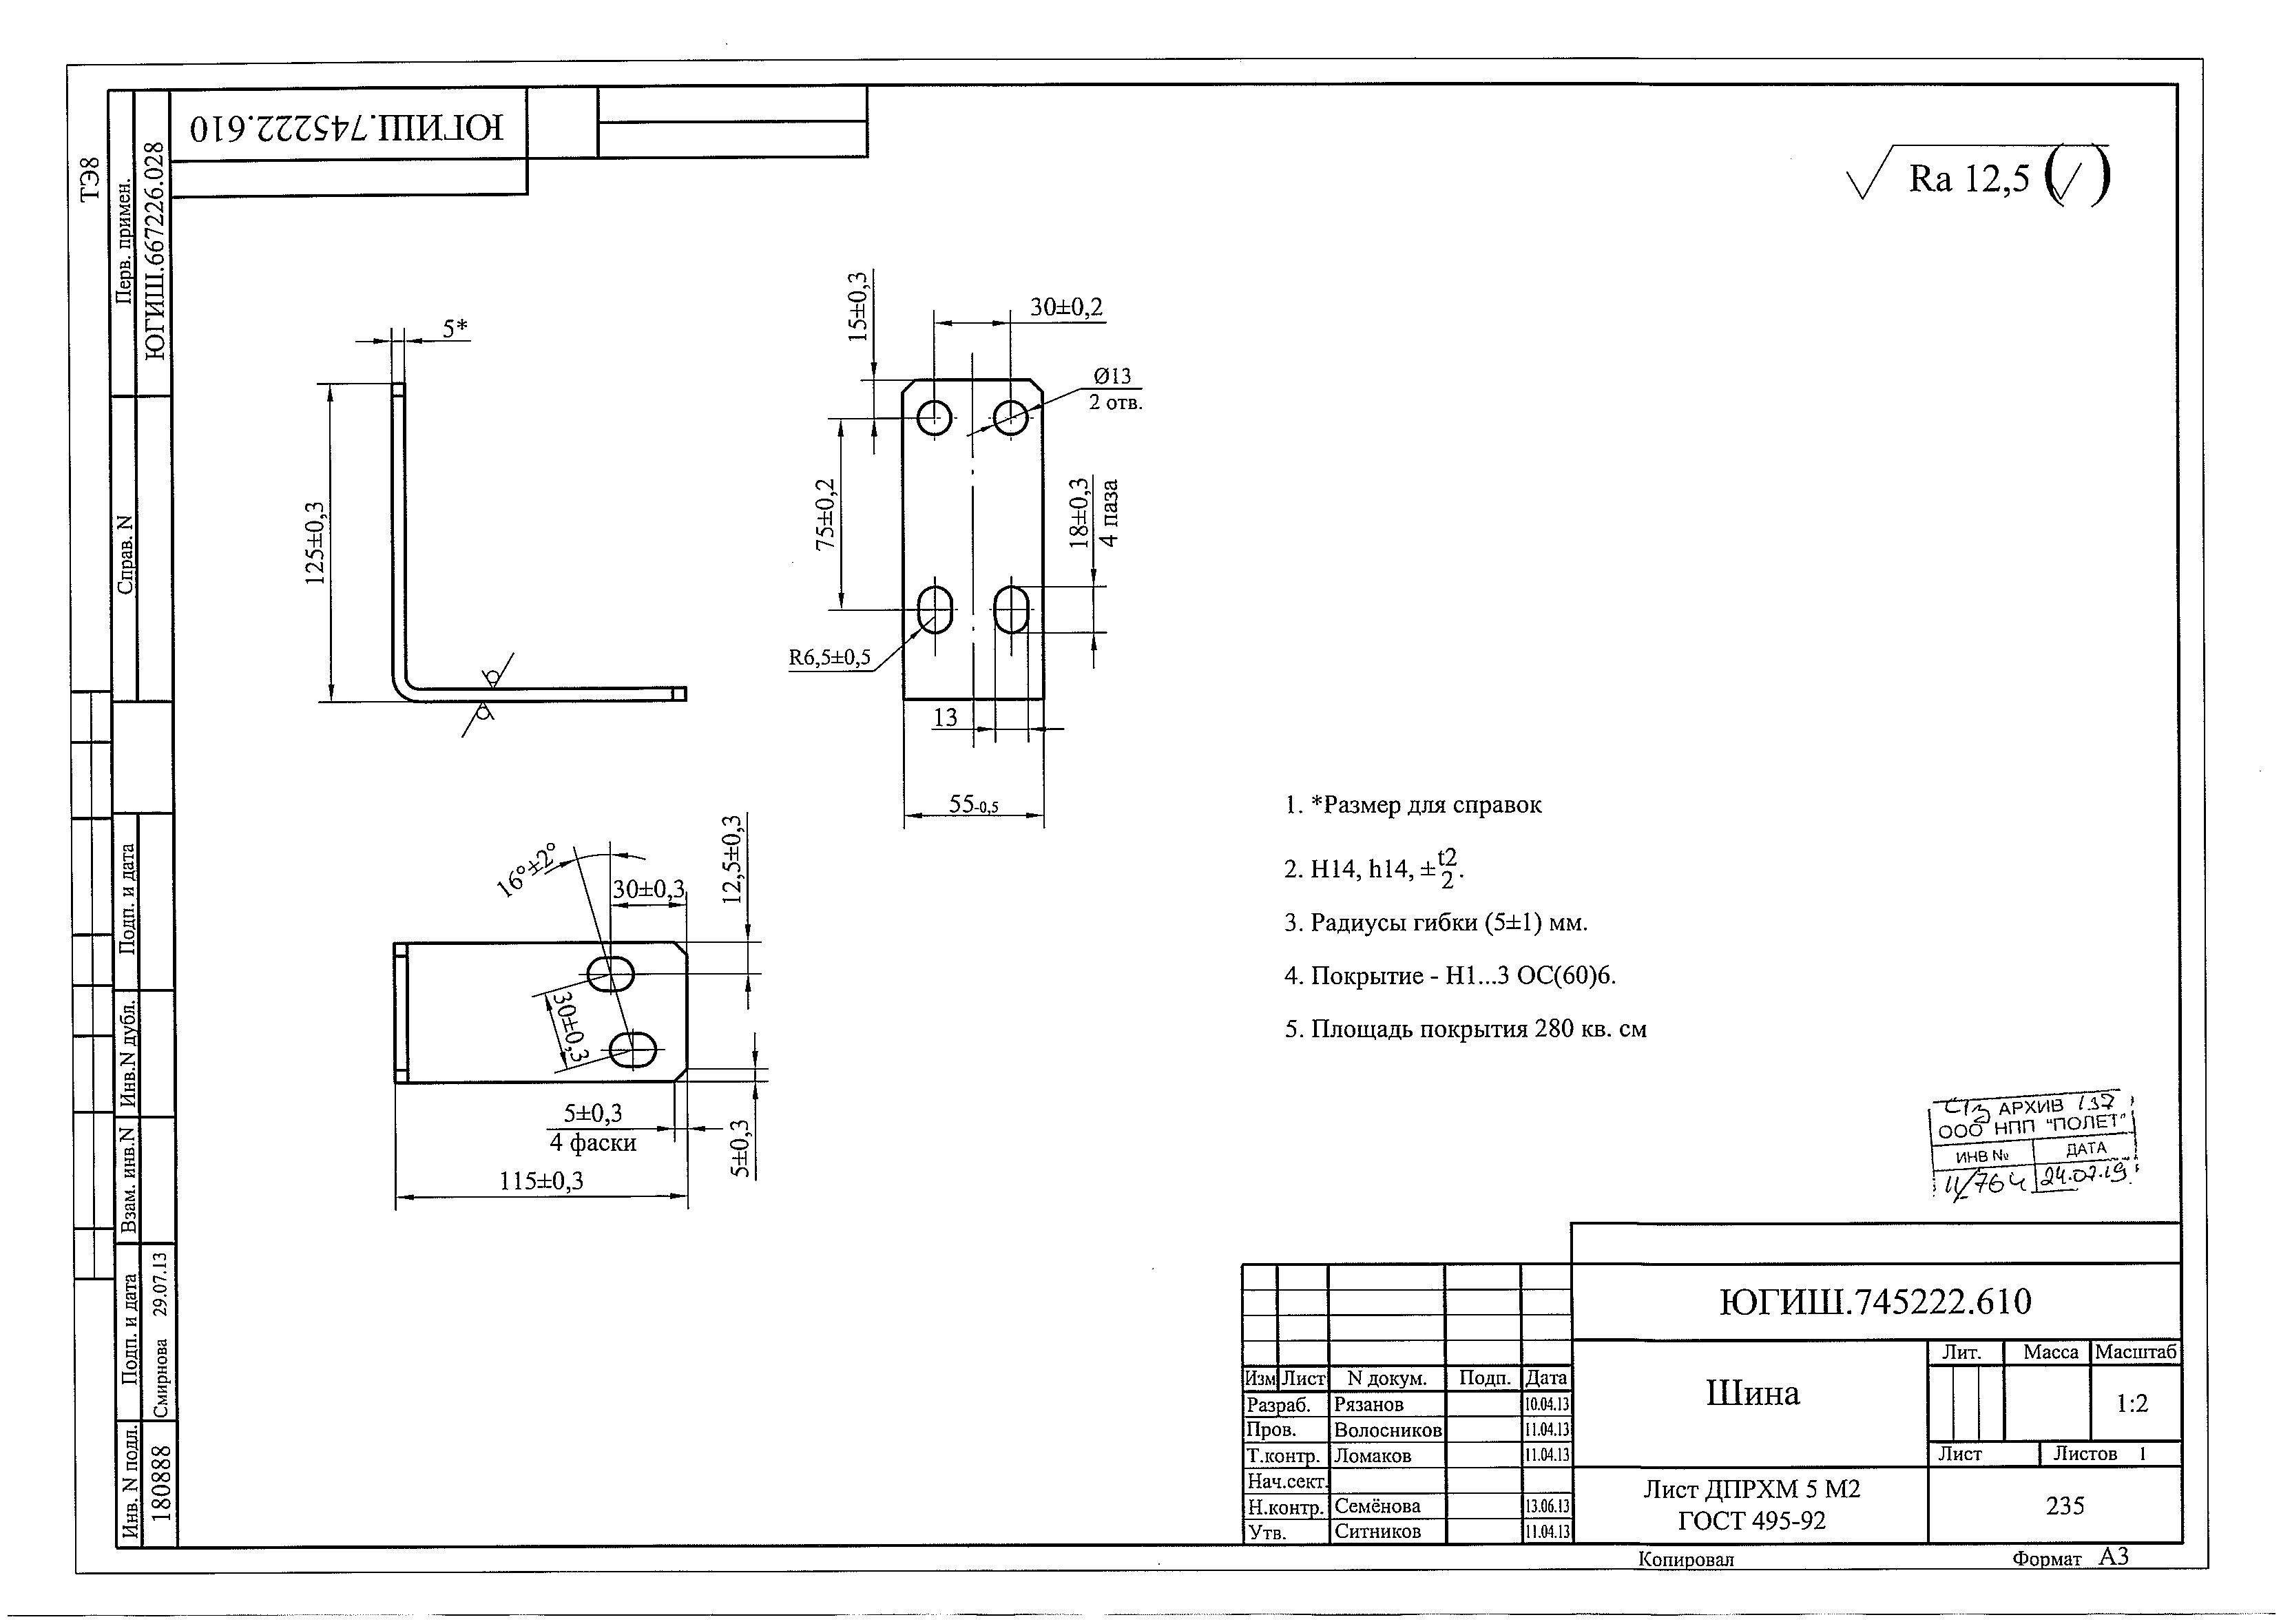 ЮГИШ.745222.610
ТЭ8
Перв. примен.
ЮГИШ.667226.028
Справ. N
Подп. и дата
Инв.N дубл.
Взам. инв.N
Подп. и дата
Смирнова 29.07.13
Инв. N подл.
180888
Ra 12,5
5*
125±0,3
15±0,3
30±0,2
Ø13
2 отв.
75±0,2
18±0,3
4 паза
R6,5±0,5
13
55-0,5
16°±2°
30±0,3
12,5±0,3
30±0,3
5±0,3
4 фаски
5±0,3
115±0,3
1. *Размер для справок
2. H14, h14, ±t2/2.
3. Радиусы гибки (5±1) мм.
4. Покрытие - Н1...3 ОС(60)6.
5. Площадь покрытия 280 кв. см
АРХИВ 137
ООО НПП "ПОЛЕТ"
ИНВ № ДАТА
11/764 24.07.19
ЮГИШ.745222.610
Изм Лист N докум. Подп. Дата
Разраб. Рязанов 10.04.13
Пров. Волосников 11.04.13
Т.контр. Ломаков 11.04.13
Нач.сект.
Н.контр. Семёнова 13.06.13
Утв. Ситников 11.04.13
Шина
Лит. Масса Масштаб
1:2
Лист Листов 1
Лист ДПРХМ 5 М2
ГОСТ 495-92
235
Копировал Формат А3